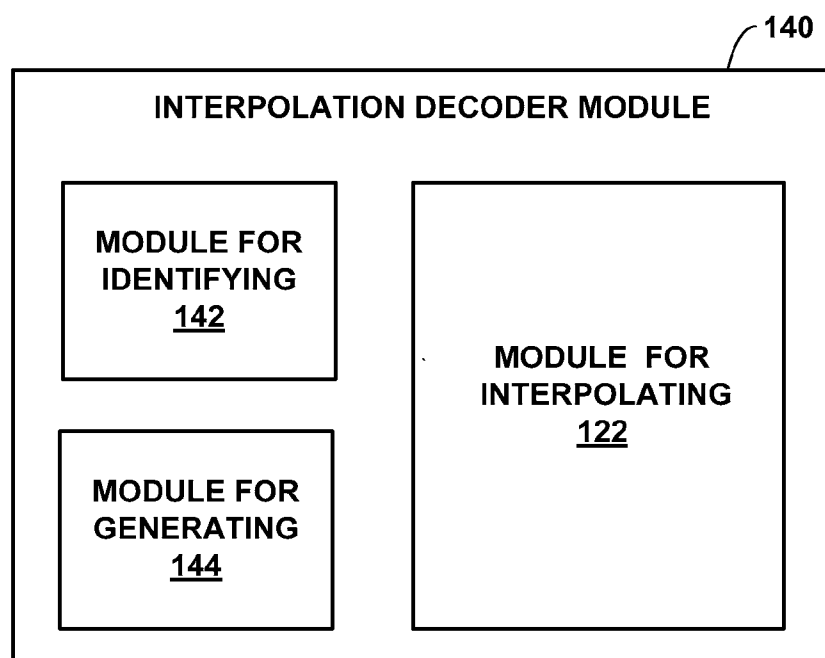 140
INTERPOLATION DECODER MODULE
MODULE FOR
IDENTIFYING
142
MODULE FOR
INTERPOLATING
122
MODULE FOR
GENERATING
144